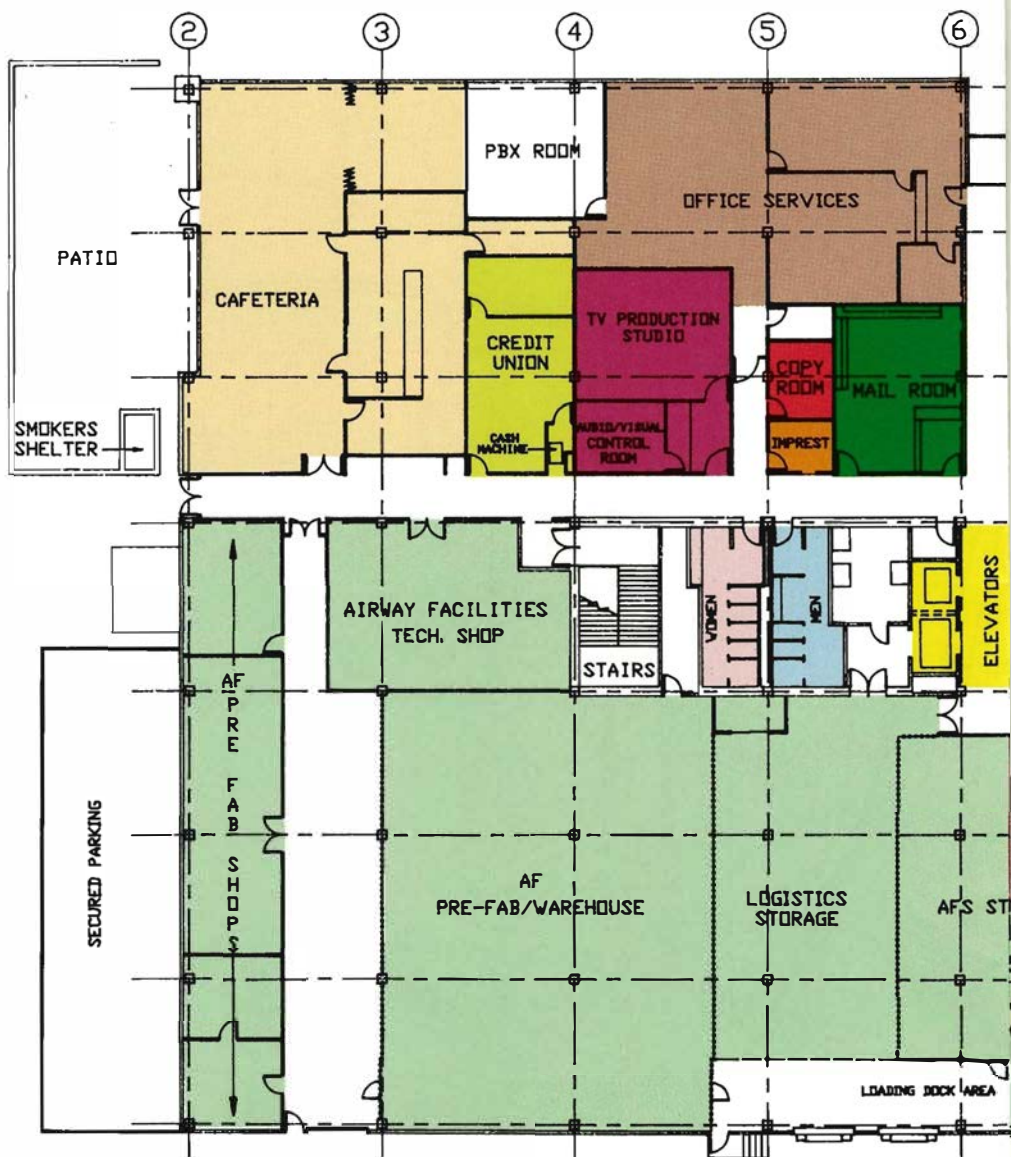 2 3 4 5 6
PBX ROOM
OFFICE SERVICES
PATIO
CAFETERIA
TV PRODUCTION
STUDIO
CREDIT
UNION
COPY
ROOM
MAIL ROOM
SMOKERS
SHELTER
CASH
MACHINE
AUDIO/VISUAL
CONTROL
ROOM
IMPREST
AIRWAY FACILITIES
TECH. SHOP
STAIRS
WOMEN
MEN
ELEVATORS
AF PRE FAB SHOPS
SECURED PARKING
AF
PRE-FAB/WAREHOUSE
LOGISTICS
STORAGE
AFS ST
LOADING DOCK AREA